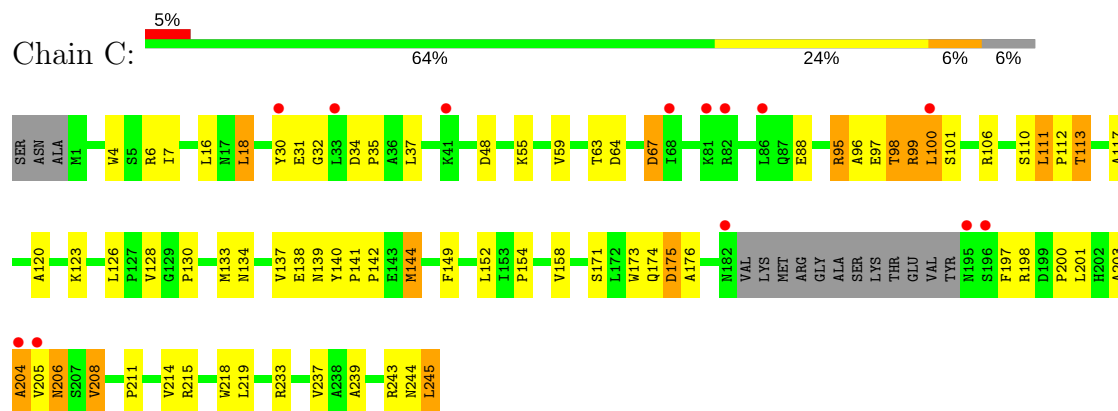 5%
Chain C:
64% 24% 6% 6%
SER ASN ALA M1 W4 S5 R6 I7 L16 N17 L18 Y30 E31 G32 L33 D34 P35 A36 L37 K41 D48 K55 V59 T63 D64 D67 I68 K81 R82 L86 Q87 E88 R95 A96 E97 T98 R99 L100 S101 R106 S110 L111 P112 T113 A117
A120 K123 L126 P127 V128 G129 P130 M133 N134 V137 E138 N139 Y140 P141 P142 E143 M144 F149 L152 I153 P154 V158 S171 L172 W173 Q174 D175 A176 N182 VAL LYS MET ARG GLY ALA SER LYS THR GLU VAL TYR N195 S196 F197 R198 D199 P200 L201 H202 A203
A204 V205 N206 S207 V208 P211 V214 R215 W218 L219 R233 V237 A238 A239 R243 N244 L245